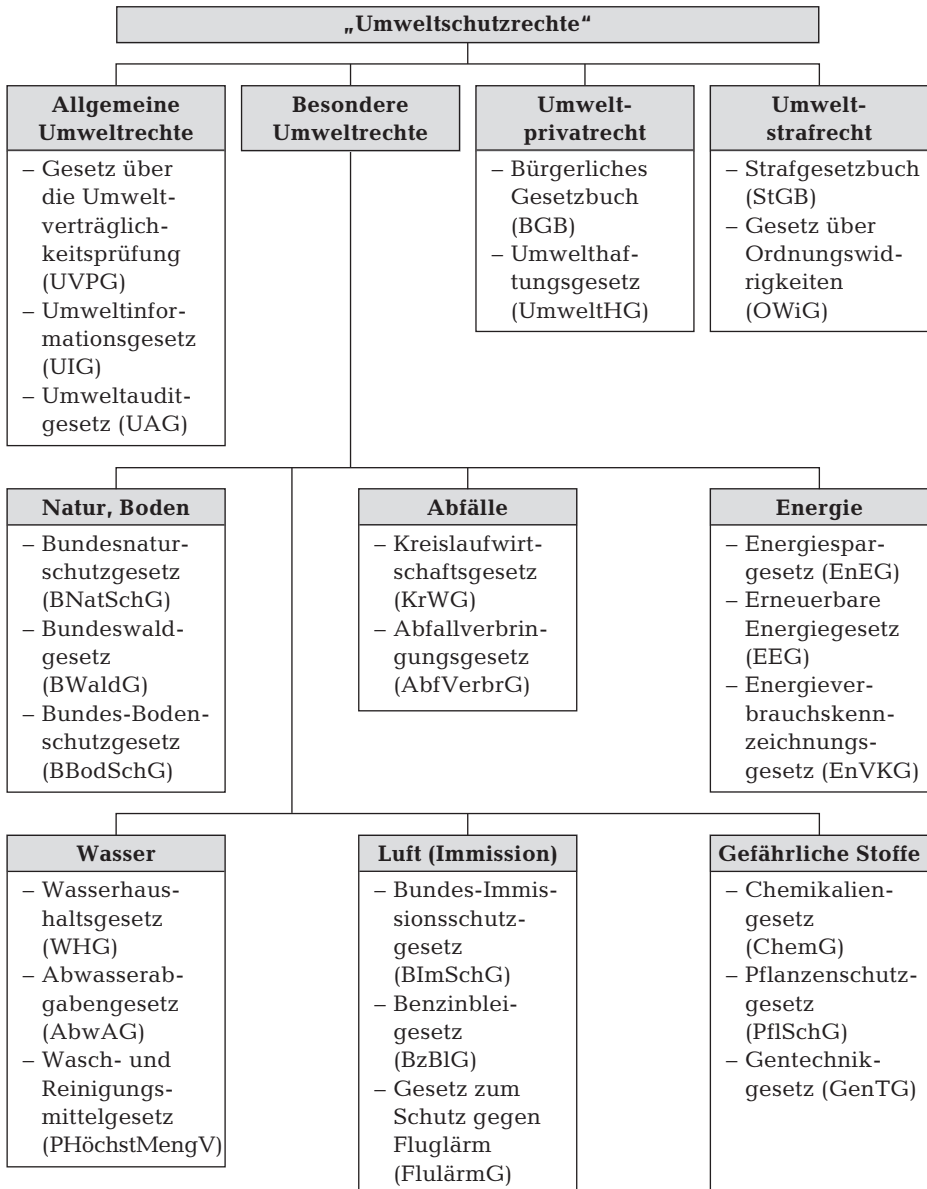 „Umweltschutzrechte“
Allgemeine
Umweltrechte
– Gesetz über
die Umwelt-
verträglich-
keitsprüfung
(UVPG)
– Umweltinfor-
mationsgesetz
(UIG)
– Umweltaudit-
gesetz (UAG)
Besondere
Umweltrechte
Umwelt-
privatrecht
– Bürgerliches
Gesetzbuch
(BGB)
– Umwelthaf-
tungsgesetz
(UmweltHG)
Umwelt-
strafrecht
– Strafgesetzbuch
(StGB)
– Gesetz über
Ordnungswid-
rigkeiten
(OWiG)
Natur, Boden
– Bundesnatur-
schutzgesetz
(BNatSchG)
– Bundeswald-
gesetz
(BWaldG)
– Bundes-Boden-
schutzgesetz
(BBodSchG)
Abfälle
– Kreislaufwirt-
schaftsgesetz
(KrWG)
– Abfallverbrin-
gungsgesetz
(AbfVerbrG)
Energie
– Energiespar-
gesetz (EnEG)
– Erneuerbare
Energiegesetz
(EEG)
– Energiever-
brauchskenn-
zeichnungs-
gesetz (EnVKG)
Wasser
– Wasserhaus-
haltsgesetz
(WHG)
– Abwasserab-
gabengesetz
(AbwAG)
– Wasch- und
Reinigungs-
mittelgesetz
(PHöchstMengV)
Luft (Immission)
– Bundes-Immis-
sionsschutz-
gesetz
(BImSchG)
– Benzinblei-
gesetz
(BzBlG)
– Gesetz zum
Schutz gegen
Fluglärm
(FlulärmG)
Gefährliche Stoffe
– Chemikalien-
gesetz
(ChemG)
– Pflanzenschutz-
gesetz
(PflSchG)
– Gentechnik-
gesetz (GenTG)